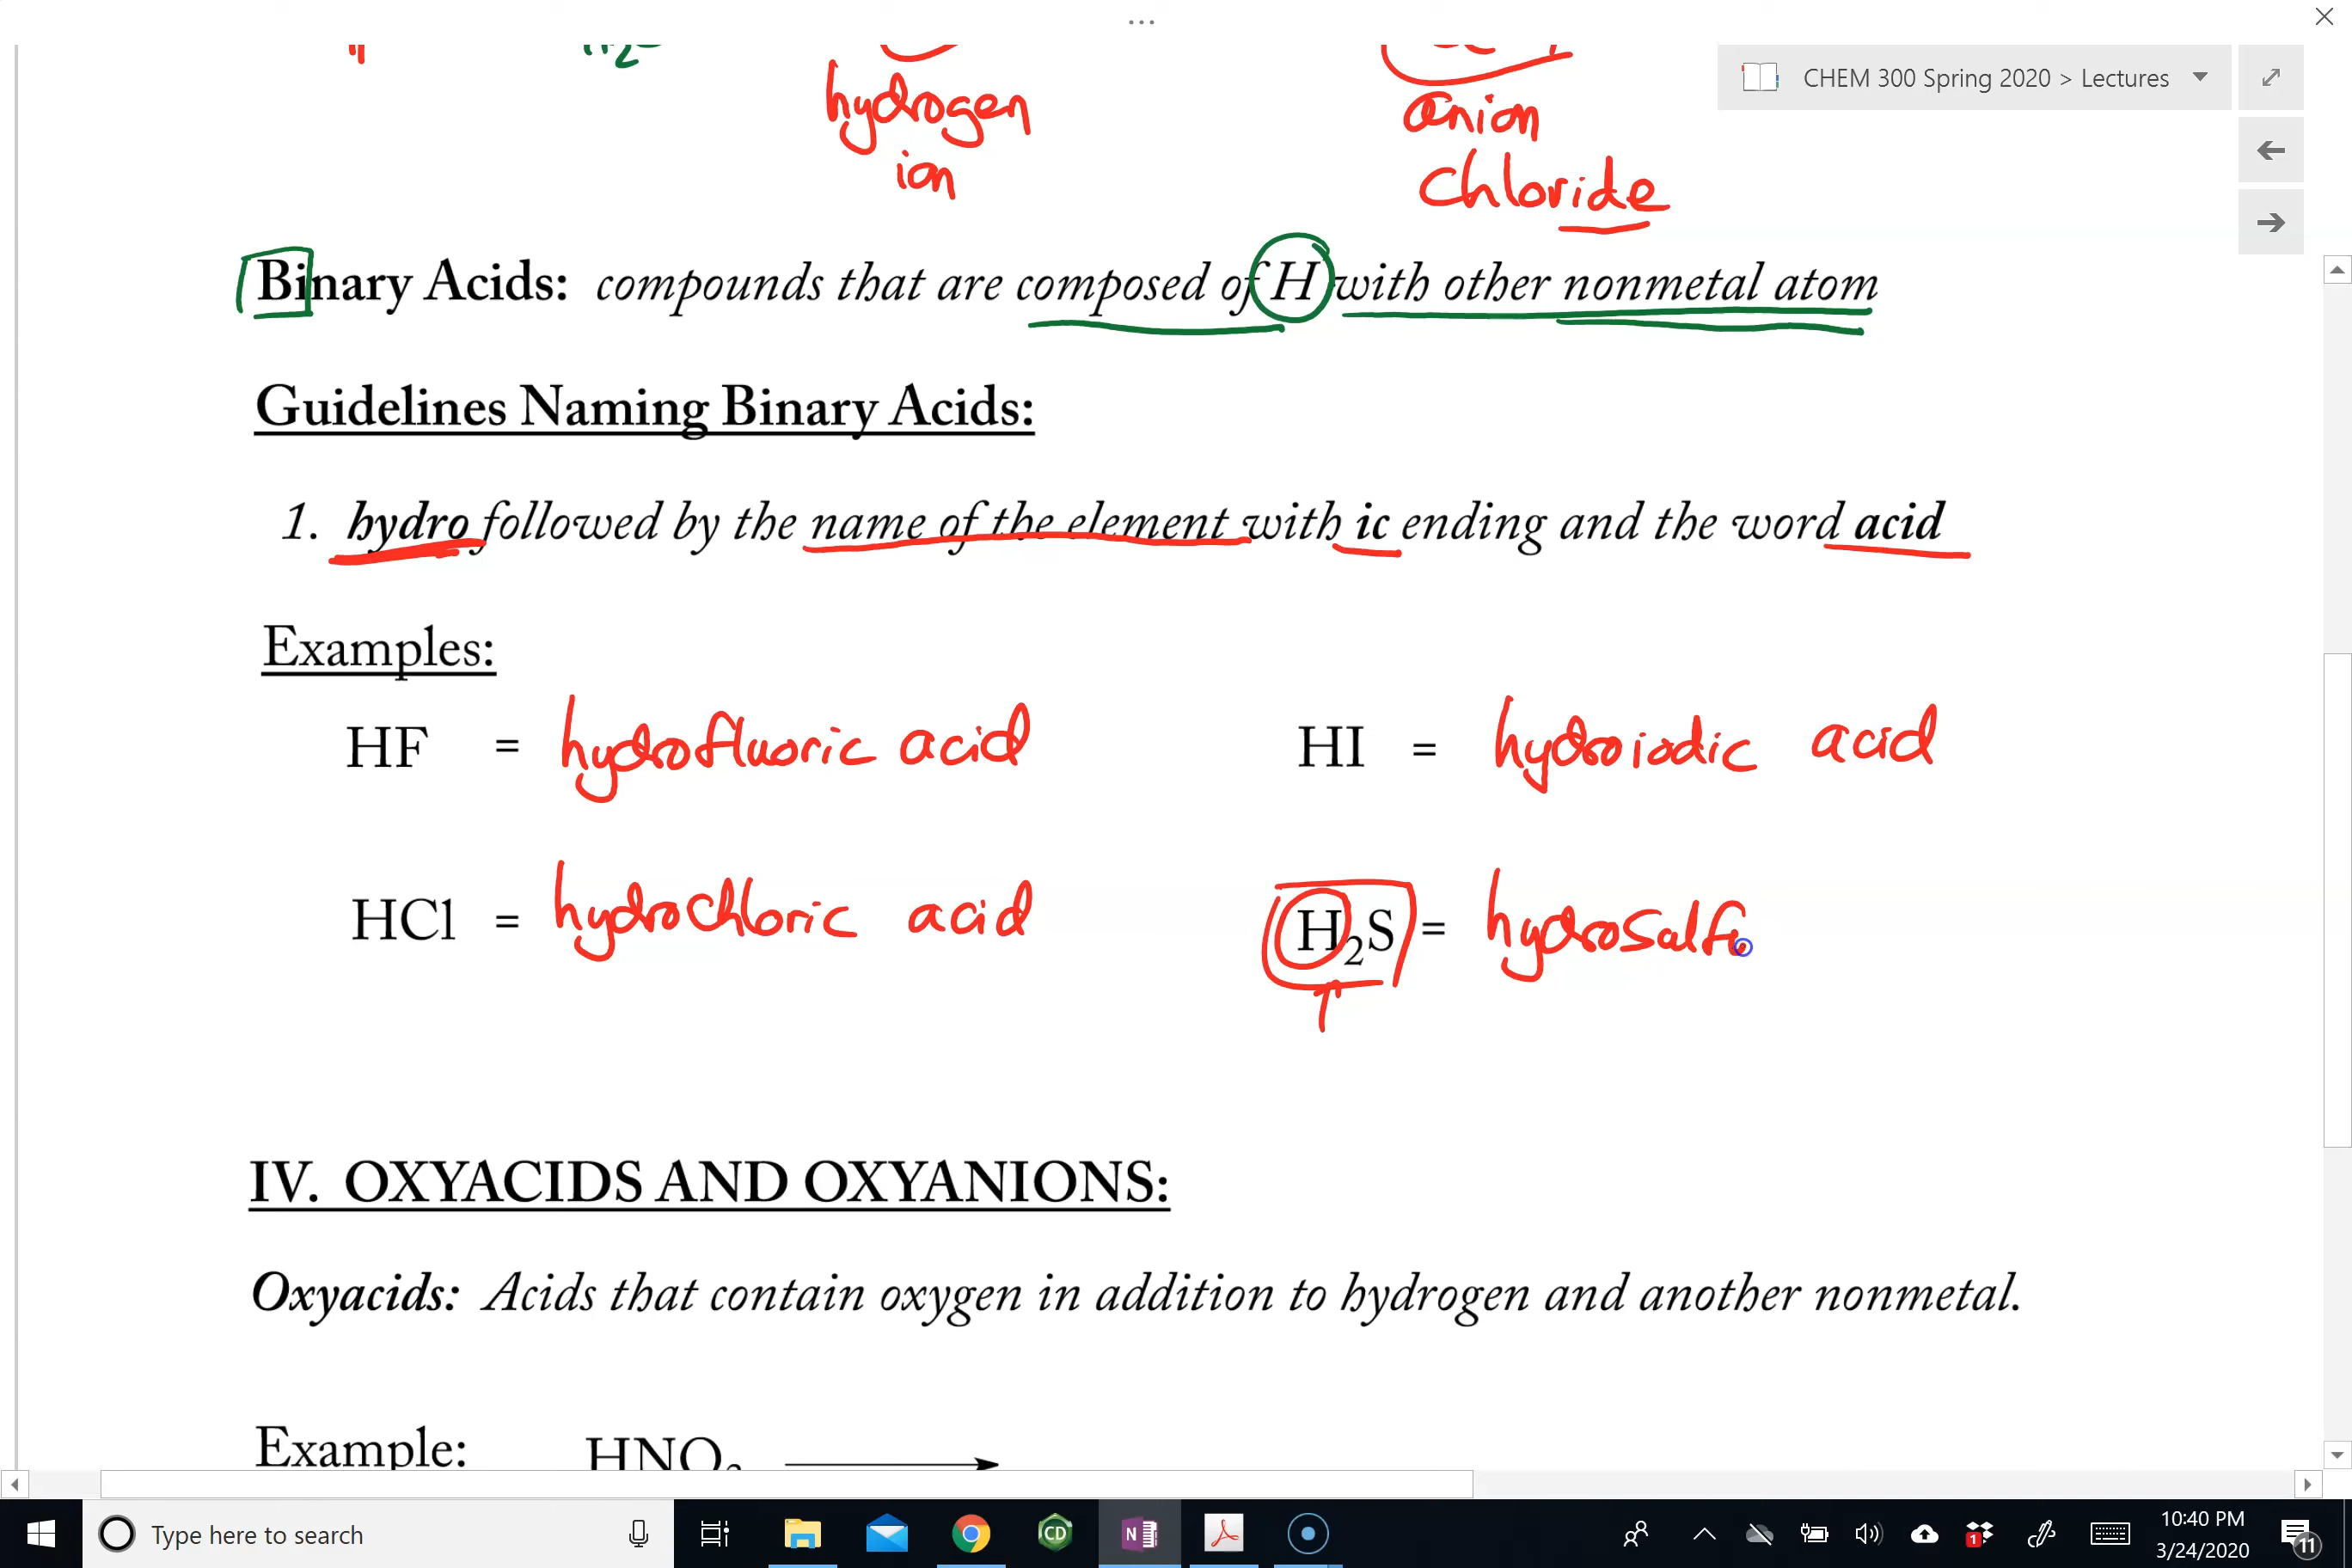 ...
CHEM 300 Spring 2020 > Lectures
hydrogen
ion
anion
chloride
Binary Acids: compounds that are composed of H with other nonmetal atom
Guidelines Naming Binary Acids:
1. hydro followed by the name of the element with ic ending and the word acid
Examples:
HF = hydrofluoric acid
HI = hydroiodic acid
HCl = hydrochloric acid
H₂S = hydrosalfu
IV. OXYACIDS AND OXYANIONS:
Oxyacids: Acids that contain oxygen in addition to hydrogen and another nonmetal.
Example: HNO
Type here to search
CD
N
1
10:40 PM
3/24/2020
11